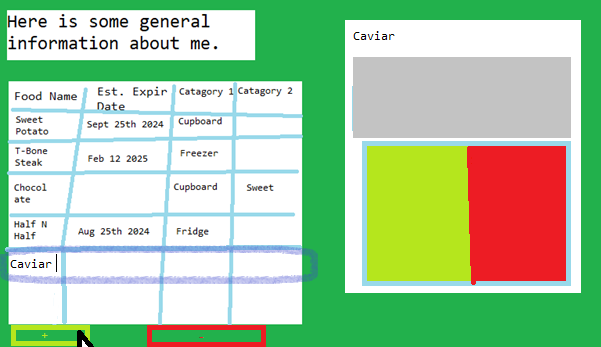 Here is some general
information about me.
Food Name
Est. Expir
Date
Catagory 1
Catagory 2
Sweet
Potato
Sept 25th 2024
Cupboard
T-Bone
Steak
Feb 12 2025
Freezer
Chocol
ate
Cupboard
Sweet
Half N
Half
Aug 25th 2024
Fridge
Caviar
+
-
Caviar